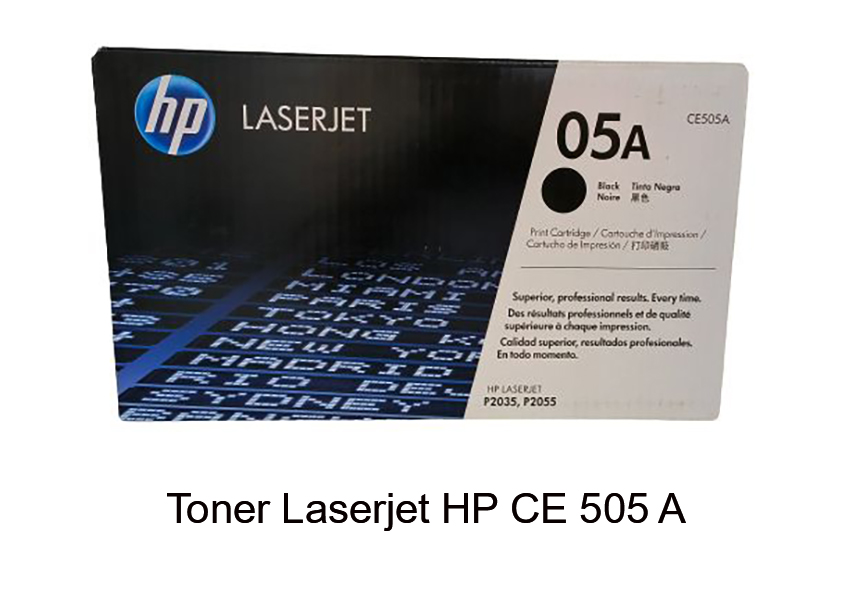 hp
LASERJET
05A
CE505A
Black Tinta Negra
Noire 黑色
Print Cartridge / Cartouche d'Impression /
Cartucho de Impresión / 打印硒鼓
Superior, professional results. Every time.
Des résultats professionnels et de qualité
supérieure à chaque impression.
Calidad superior, resultados profesionales.
En todo momento.
HP LASERJET
P2035, P2055
LONDON
MIAMI
PARIS
TOKYO
HONG KON
NEW YOR
MADRID
RIO DE
SYDNEY
Toner Laserjet HP CE 505 A